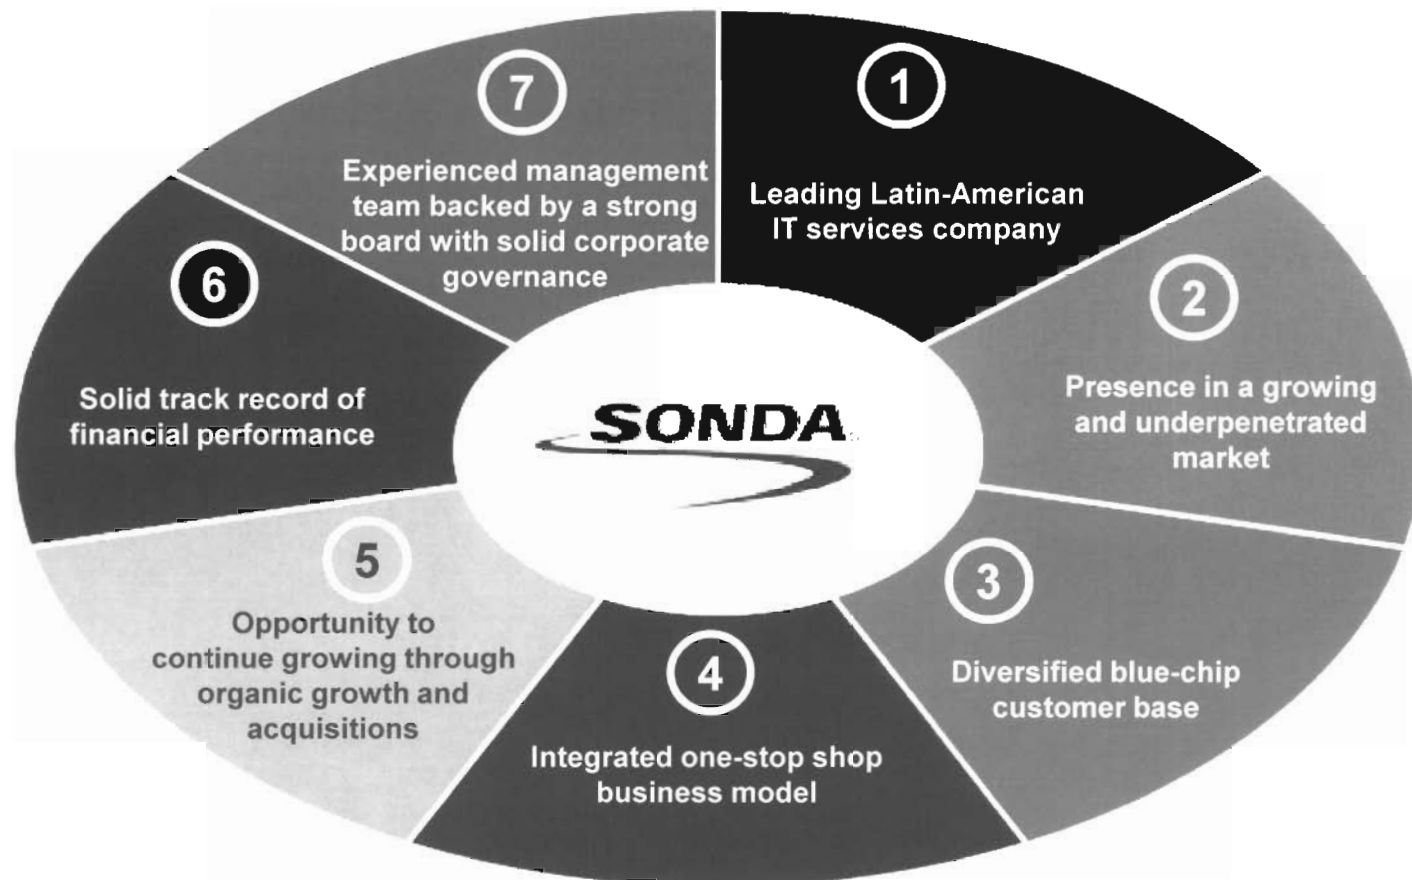 1
Leading Latin-American
IT services company
2
Presence in a growing
and underpenetrated
market
3
Diversified blue-chip
customer base
4
Integrated one-stop shop
business model
5
Opportunity to
continue growing through
organic growth and
acquisitions
6
Solid track record of
financial performance
7
Experienced management
team backed by a strong
board with solid corporate
governance
SONDA